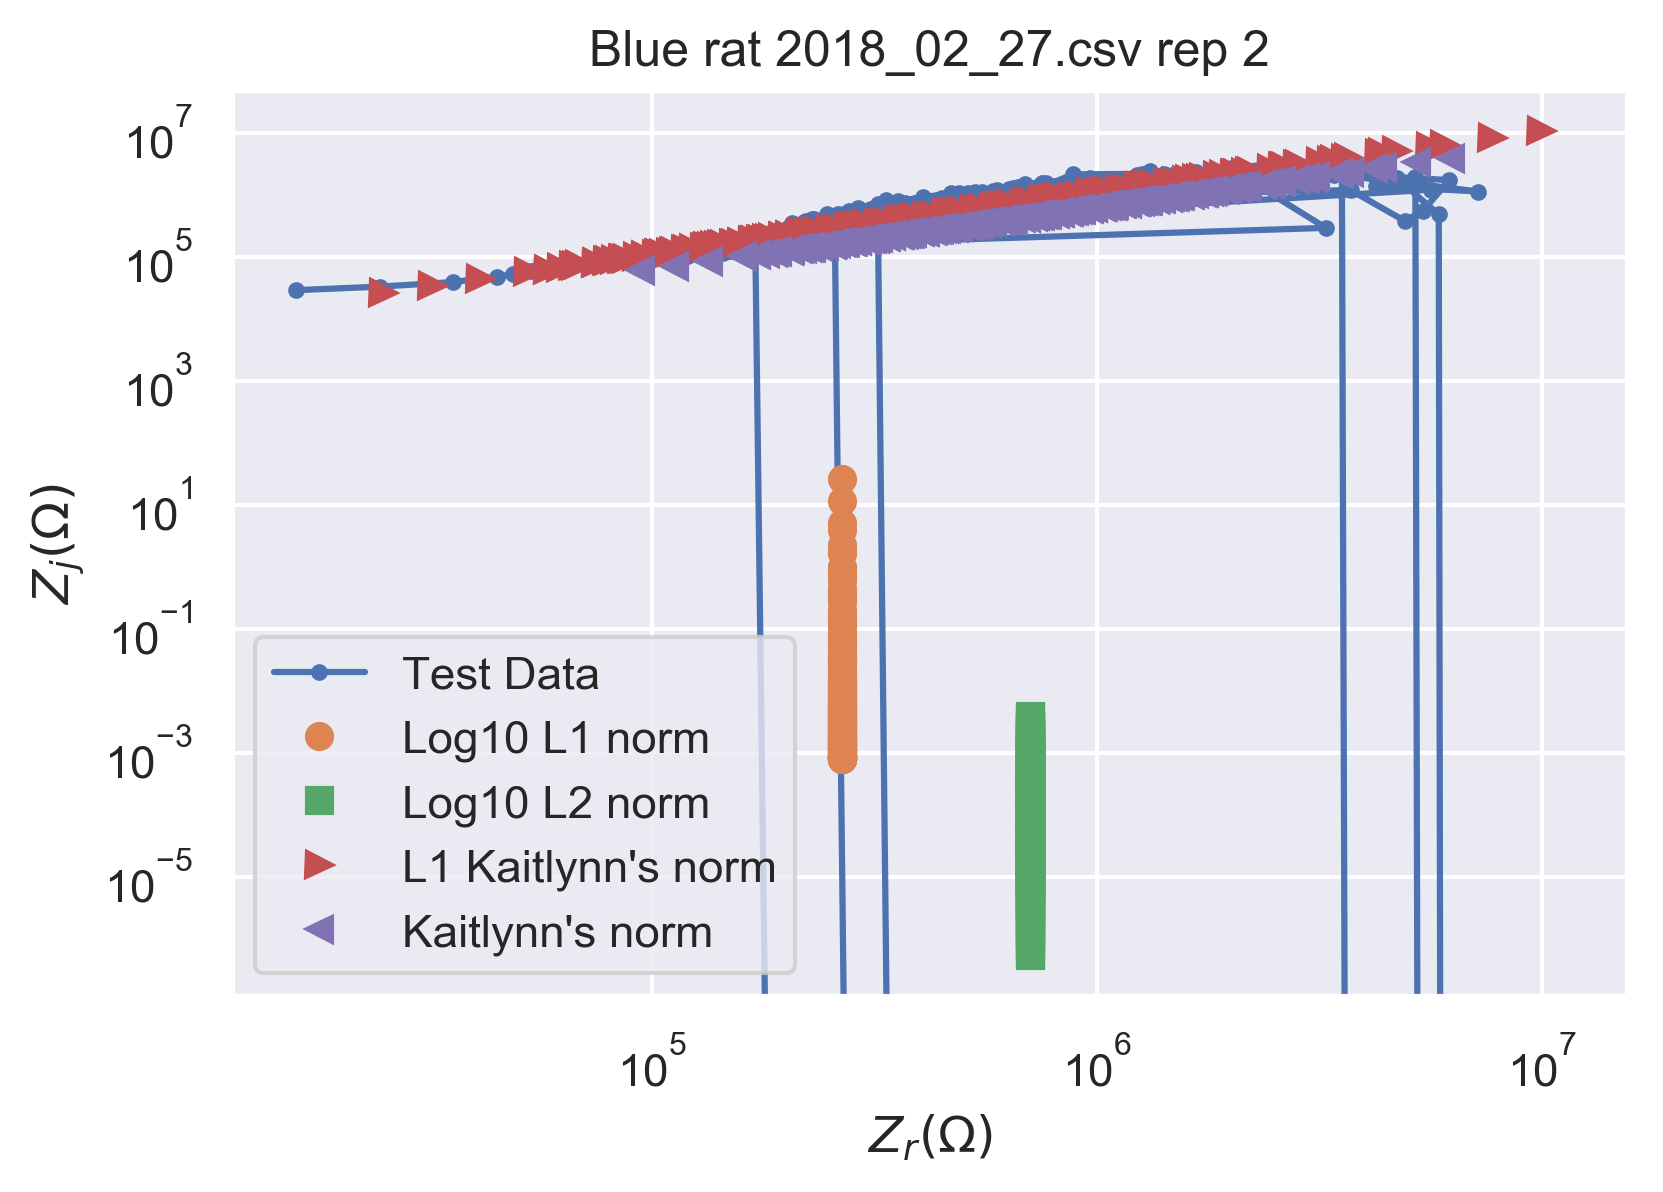 Blue rat 2018_02_27.csv rep 2
Z_j(Ω)
10^7
10^5
10^3
10^1
10^−1
10^−3
10^−5
Test Data
Log10 L1 norm
Log10 L2 norm
L1 Kaitlynn's norm
Kaitlynn's norm
10^5 10^6 10^7
Z_r(Ω)